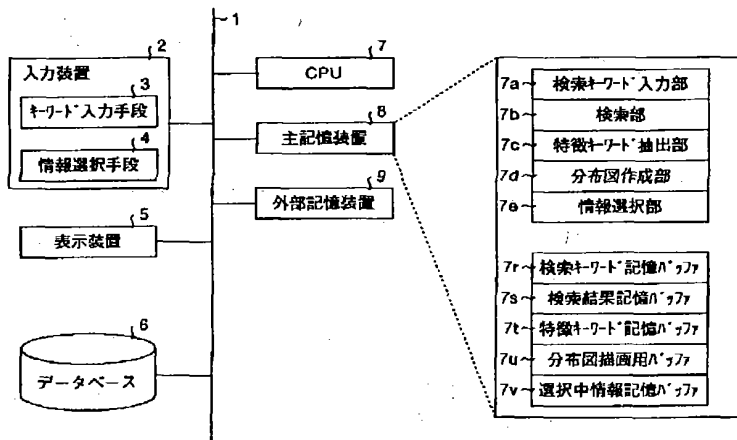 1
2
入力装置
3
キーワード入力手段
4
情報選択手段
5
表示装置
6
データベース
7
CPU
8
主記憶装置
9
外部記憶装置
7a 検索キーワード入力部
7b 検索部
7c 特徴キーワード抽出部
7d 分布図作成部
7e 情報選択部
7r 検索キーワード記憶バッファ
7s 検索結果記憶バッファ
7t 特徴キーワード記憶バッファ
7u 分布図描画用バッファ
7v 選択中情報記憶バッファ